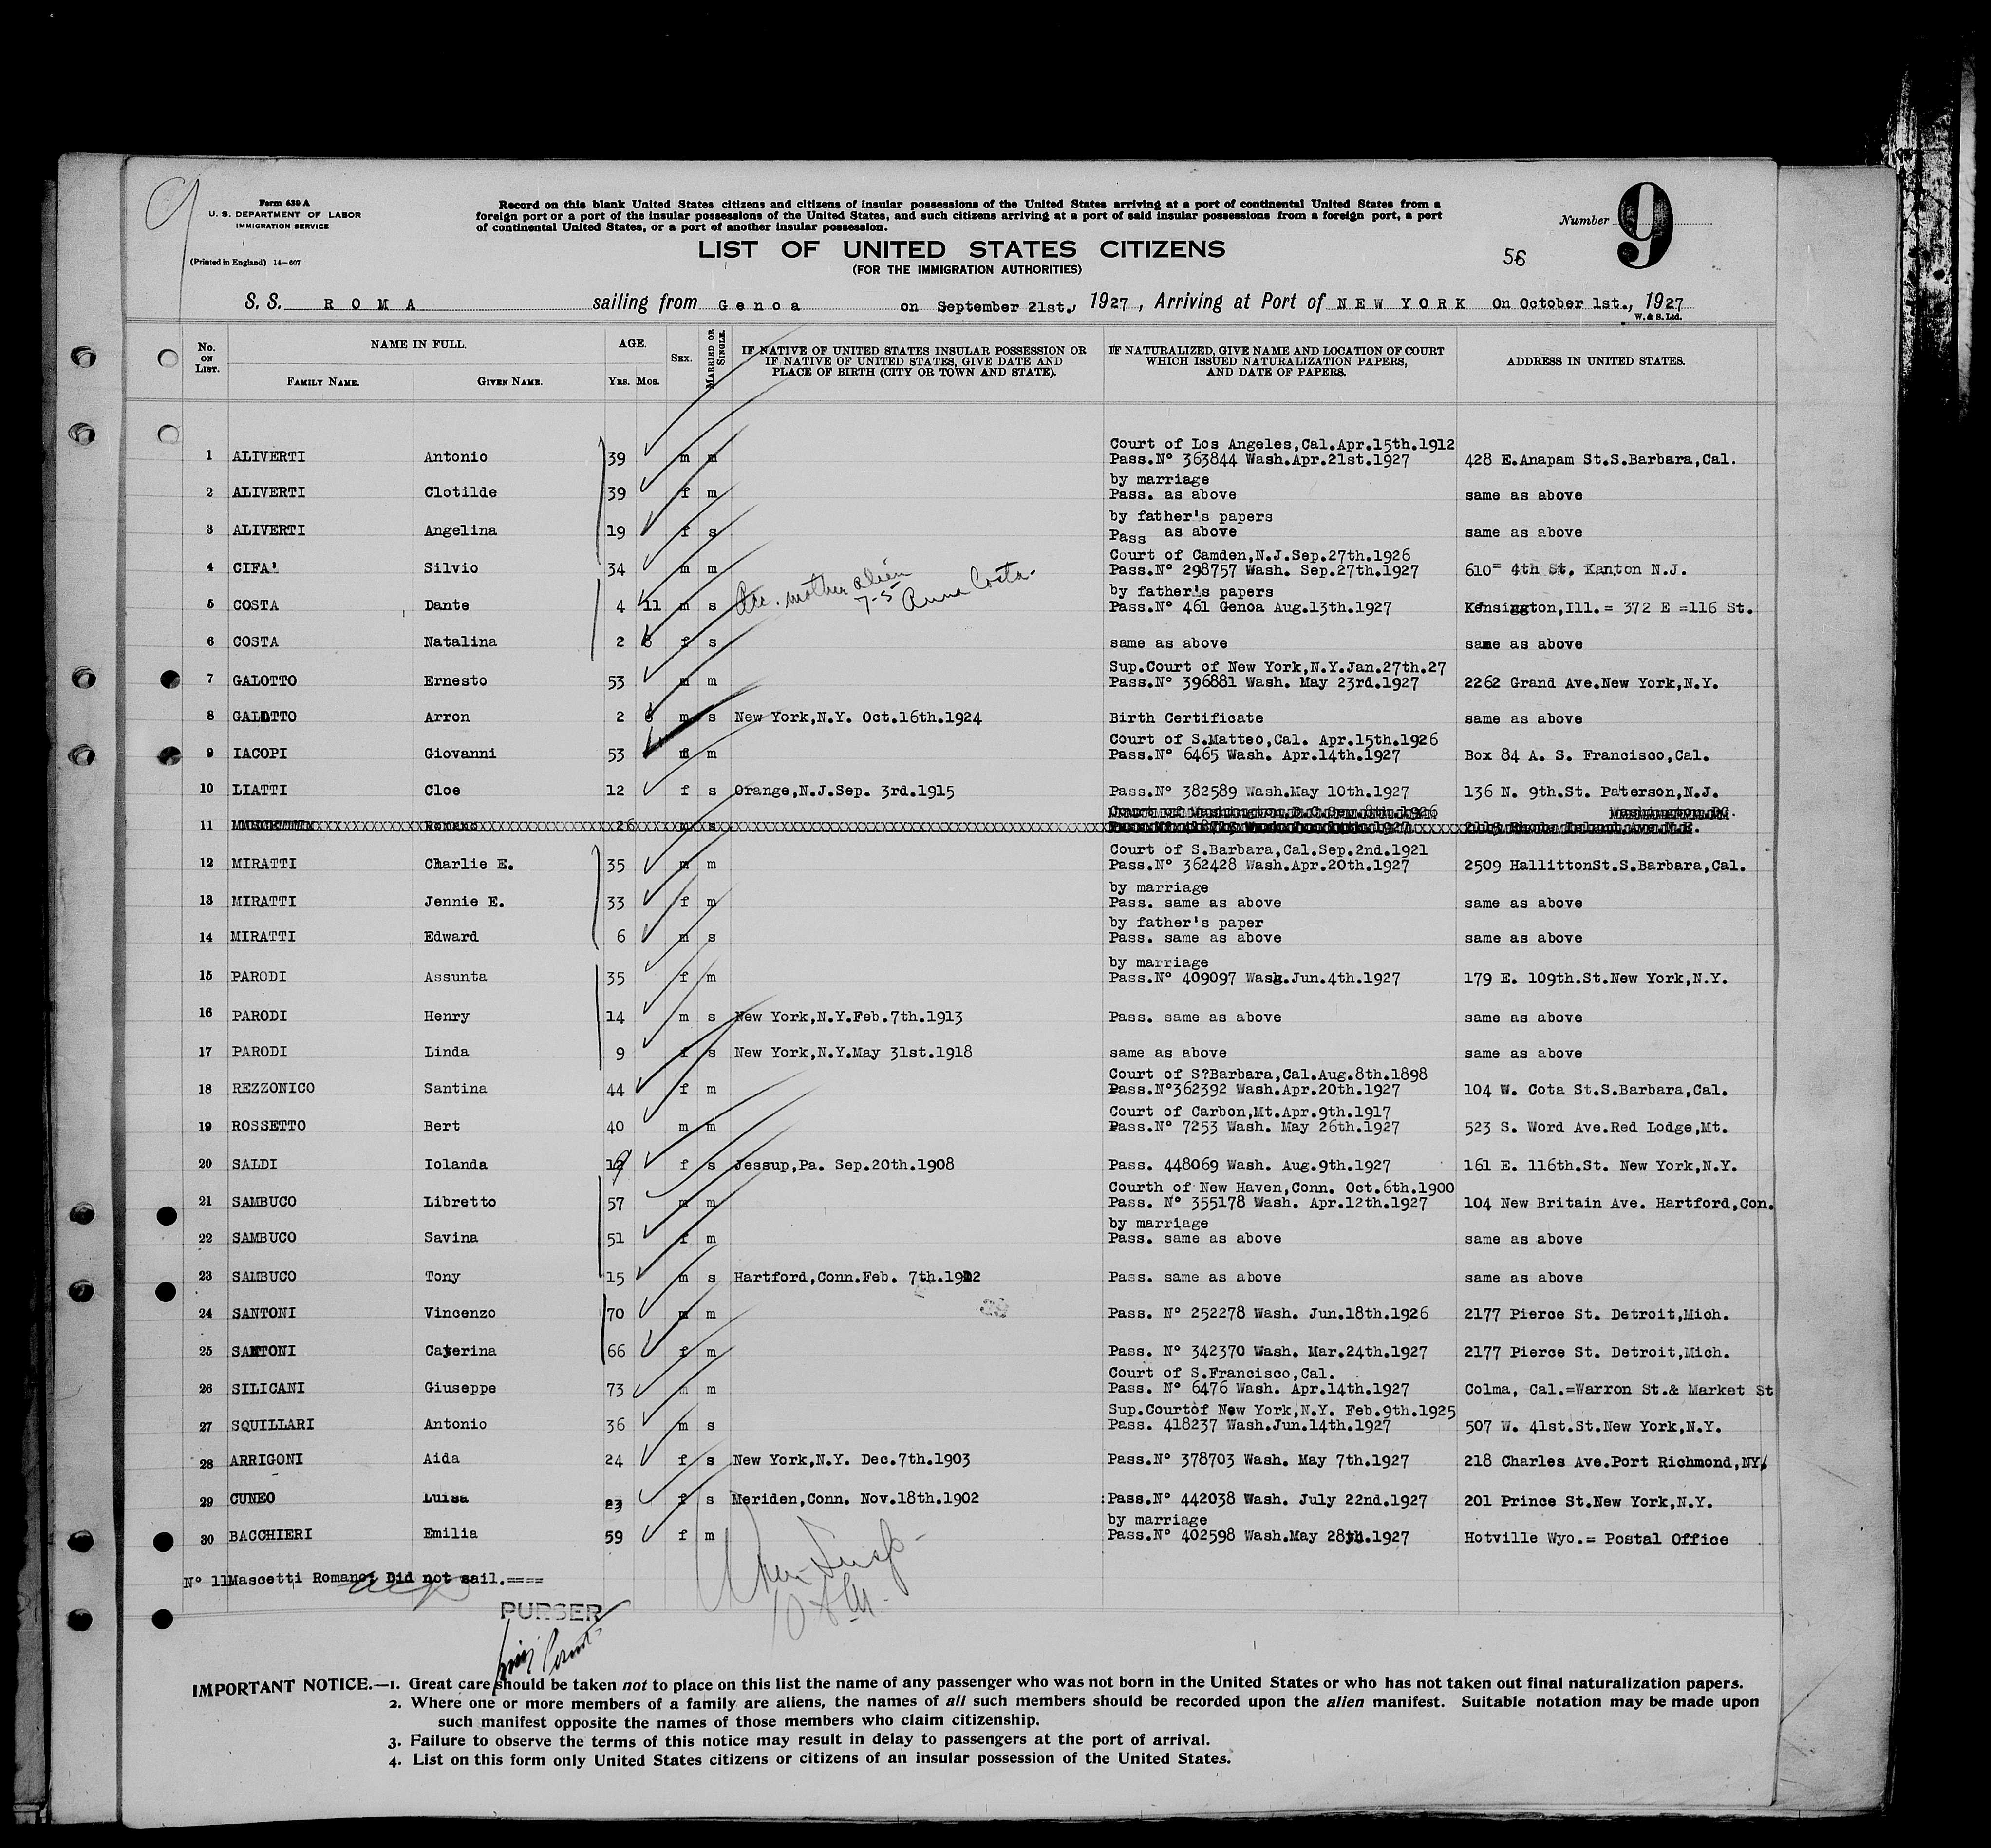 9
Form 630 A
U. S. DEPARTMENT OF LABOR
IMMIGRATION SERVICE
(Printed in England) 14—607
Record on this blank United States citizens and citizens of insular possessions of the United States arriving at a port of continental United States from a
foreign port or a port of the insular possessions of the United States, and such citizens arriving at a port of said insular possessions from a foreign port, a port
of continental United States, or a port of another insular possession.
LIST OF UNITED STATES CITIZENS
(FOR THE IMMIGRATION AUTHORITIES)
Number 9
56
S. S. ROMA sailing from Genoa on September 21st., 1927, Arriving at Port of NEW YORK On October 1st., 1927
W. & S. Ltd.
No. ON LIST.
NAME IN FULL.
FAMILY NAME. GIVEN NAME.
AGE.
YRS. MOS.
SEX.
MARRIED OR SINGLE.
IF NATIVE OF UNITED STATES INSULAR POSSESSION OR
IF NATIVE OF UNITED STATES, GIVE DATE AND
PLACE OF BIRTH (CITY OR TOWN AND STATE).
IF NATURALIZED, GIVE NAME AND LOCATION OF COURT
WHICH ISSUED NATURALIZATION PAPERS,
AND DATE OF PAPERS.
ADDRESS IN UNITED STATES.
Court of Los Angeles,Cal.Apr.15th.1912
1 ALIVERTI Antonio 39 m m Pass.Nº 363844 Wash.Apr.21st.1927 428 E.Anapam St.S.Barbara,Cal.
by marriage
2 ALIVERTI Clotilde 39 f m Pass. as above same as above
by father's papers
3 ALIVERTI Angelina 19 f s Pass as above same as above
Court of Camden,N.J.Sep.27th.1926
4 CIFA' Silvio 34 m m Pass.Nº 298757 Wash. Sep.27th.1927 610= 4th St. Kanton N.J.
mother alien
7-5 Anna Costa
by father's papers
5 COSTA Dante 4 11 m s Pass.Nº 461 Genoa Aug.13th.1927 Kensington,Ill.= 372 E =116 St.
6 COSTA Natalina 2 8 f s same as above same as above
Sup.Court of New York,N.Y.Jan.27th.27
7 GALOTTO Ernesto 53 m m Pass.Nº 396881 Wash. May 23rd.1927 2262 Grand Ave.New York,N.Y.
8 GALOTTO Arron 2 6 m s New York,N.Y. Oct.16th.1924 Birth Certificate same as above
Court of S.Matteo,Cal. Apr.15th.1926
9 IACOPI Giovanni 53 m m Pass.Nº 6465 Wash. Apr.14th.1927 Box 84 A. S. Francisco,Cal.
10 LIATTI Cloe 12 f s Orange,N.J.Sep. 3rd.1915 Pass.Nº 382589 Wash.May 10th.1927 136 N. 9th.St. Paterson,N.J.
Court of Washington,D.C.Sep.8th.1926 Washington DC.
11 Romano 26 m s 2113 Rhode Island Ave N.E.
Court of S.Barbara,Cal.Sep.2nd.1921
12 MIRATTI Charlie E. 35 m m Pass.Nº 362428 Wash.Apr.20th.1927 2509 HallittonSt.S.Barbara,Cal.
by marriage
13 MIRATTI Jennie E. 33 f m Pass. same as above same as above
by father's paper
14 MIRATTI Edward 6 m s Pass. same as above same as above
by marriage
15 PARODI Assunta 35 f m Pass.Nº 409097 Wash.Jun.4th.1927 179 E. 109th.St.New York,N.Y.
16 PARODI Henry 14 m s New York,N.Y.Feb.7th.1913 Pass. same as above same as above
17 PARODI Linda 9 f s New York,N.Y.May 31st.1918 same as above same as above
Court of S?Barbara,Cal.Aug.8th.1898
18 REZZONICO Santina 44 f m Pass.Nº362392 Wash.Apr.20th.1927 104 W. Cota St.S.Barbara,Cal.
Court of Carbon,Mt.Apr.9th.1917
19 ROSSETTO Bert 40 m m Pass.Nº 7253 Wash. May 26th.1927 523 S. Word Ave.Red Lodge,Mt.
20 SALDI Iolanda 19 f s Jessup,Pa. Sep.20th.1908 Pass. 448069 Wash. Aug.9th.1927 161 E. 116th.St. New York,N.Y.
Courth of New Haven,Conn. Oct.6th.1900
21 SAMBUCO Libretto 57 m m Pass. Nº 355178 Wash. Apr.12th.1927 104 New Britain Ave. Hartford,Con.
by marriage
22 SAMBUCO Savina 51 f m Pass. same as above same as above
23 SAMBUCO Tony 15 m s Hartford,Conn.Feb. 7th.1912 Pass. same as above same as above
24 SANTONI Vincenzo 70 m m Pass. Nº 252278 Wash. Jun.18th.1926 2177 Pierce St. Detroit,Mich.
25 SANTONI Caterina 66 f m Pass. Nº 342370 Wash. Mar.24th.1927 2177 Pierce St. Detroit,Mich.
Court of S.Francisco,Cal.
26 SILICANI Giuseppe 73 m m Pass. Nº 6476 Wash. Apr.14th.1927 Colma, Cal.=Warron St.& Market St
Sup.Courtof New York,N.Y. Feb.9th.1925
27 SQUILLARI Antonio 36 m s Pass. 418237 Wash.Jun.14th.1927 507 W. 41st.St.New York,N.Y.
28 ARRIGONI Aida 24 f s New York,N.Y. Dec.7th.1903 Pass.Nº 378703 Wash. May 7th.1927 218 Charles Ave.Port Richmond,NY.
29 CUNEO Luisa 23 f s Meriden,Conn. Nov.18th.1902 :Pass.Nº 442038 Wash. July 22nd.1927 201 Prince St.New York,N.Y.
by marriage
30 BACCHIERI Emilia 59 f m Pass.Nº 402598 Wash.May 28th.1927 Hotville Wyo.= Postal Office
Nº 11Mascetti Romano: Did not sail.====
PURSER
IMPORTANT NOTICE.—1. Great care should be taken not to place on this list the name of any passenger who was not born in the United States or who has not taken out final naturalization papers.
2. Where one or more members of a family are aliens, the names of all such members should be recorded upon the alien manifest. Suitable notation may be made upon
such manifest opposite the names of those members who claim citizenship.
3. Failure to observe the terms of this notice may result in delay to passengers at the port of arrival.
4. List on this form only United States citizens or citizens of an insular possession of the United States.